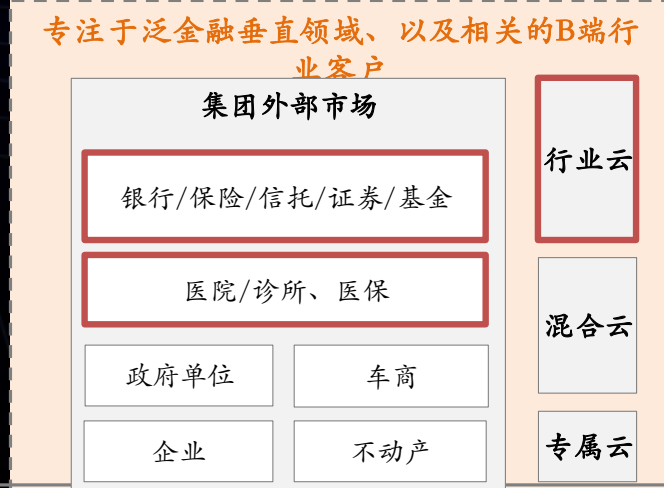 专注于泛金融垂直领域、以及相关的B端行
业客户
集团外部市场
行业云
银行/保险/信托/证券/基金
医院/诊所、医保
混合云
政府单位
车商
企业
不动产
专属云